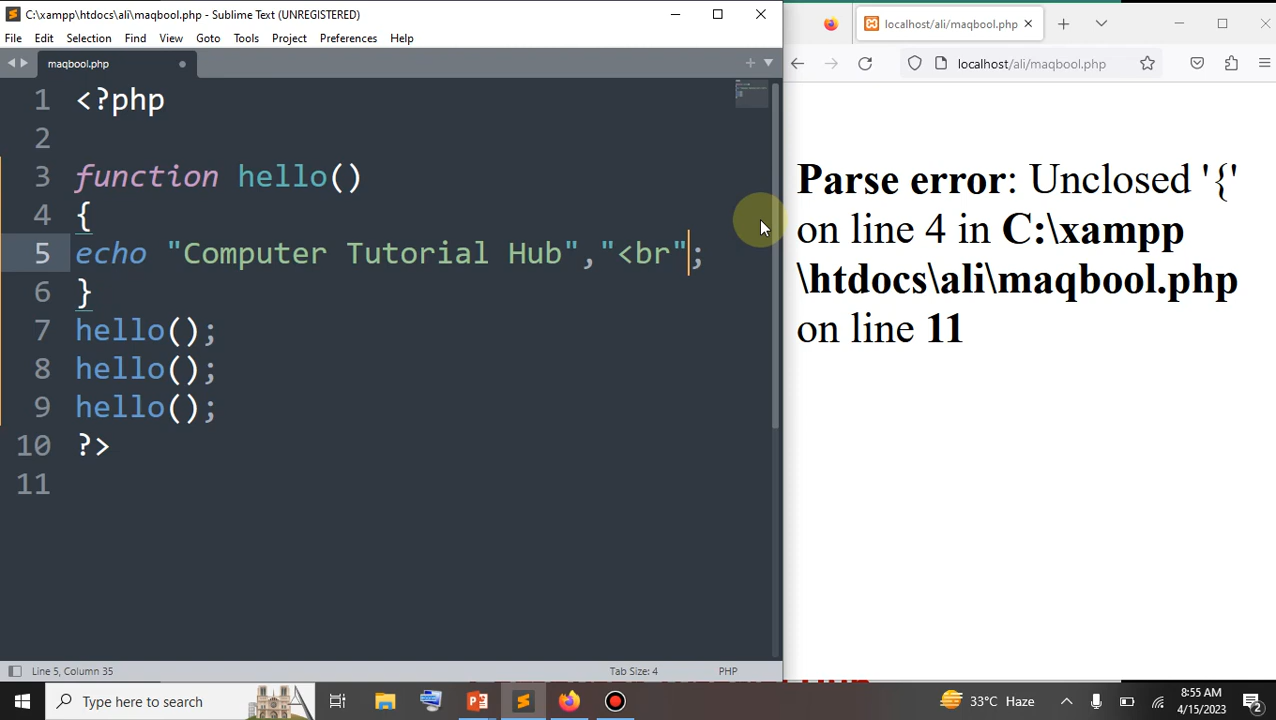 C:\xampp\htdocs\ali\maqbool.php - Sublime Text (UNREGISTERED)
File Edit Selection Find View Goto Tools Project Preferences Help
maqbool.php
1 <?php
2
3 function hello()
4 {
5 echo "Computer Tutorial Hub","<br";
6 }
7 hello();
8 hello();
9 hello();
10 ?>
11
Line 5, Column 35 Tab Size: 4 PHP
localhost/ali/maqbool.php
localhost/ali/maqbool.php
Parse error: Unclosed '{'
on line 4 in C:\xampp
\htdocs\ali\maqbool.php
on line 11
Type here to search
33°C Haze
8:55 AM
4/15/2023
2